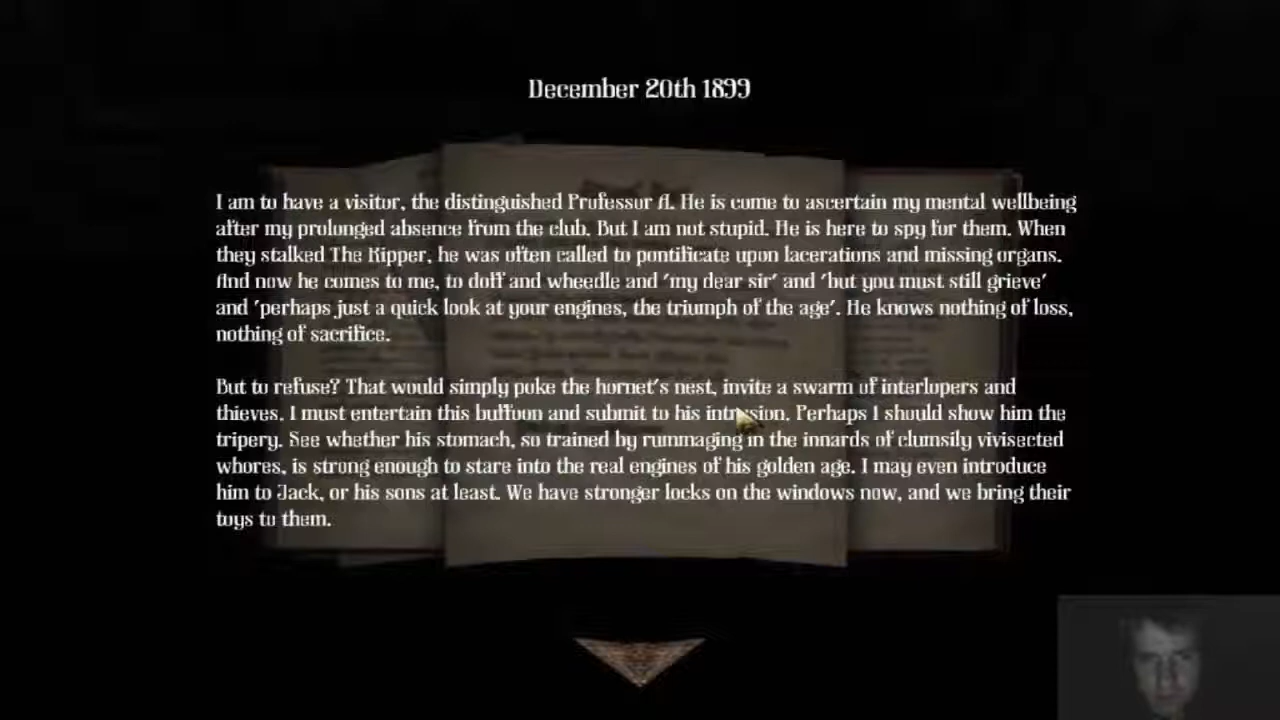 December 20th 1899
I am to have a visitor, the distinguished Professor A. He is come to ascertain my mental wellbeing
after my prolonged absence from the club. But I am not stupid. He is here to spy for them. When
they stalked The Ripper, he was often called to pontificate upon lacerations and missing organs.
And now he comes to me, to doff and wheedle and 'my dear sir' and 'but you must still grieve'
and 'perhaps just a quick look at your engines, the triumph of the age'. He knows nothing of loss,
nothing of sacrifice.
But to refuse? That would simply poke the hornet's nest, invite a swarm of interlopers and
thieves. I must entertain this buffoon and submit to his intrusion. Perhaps I should show him the
tripery. See whether his stomach, so trained by rummaging in the innards of clumsily vivisected
whores, is strong enough to stare into the real engines of his golden age. I may even introduce
him to Jack, or his sons at least. We have stronger locks on the windows now, and we bring their
toys to them.